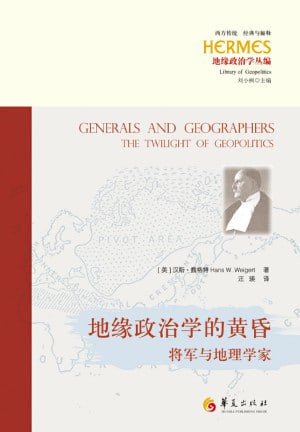 西方传统 经典与解释
HERMES
地缘政治学丛编
Library of Geopolitics
刘小枫◎主编
GENERALS AND GEOGRAPHERS
THE TWILIGHT OF GEOPOLITICS
PIVOT AREA
[美]汉斯·魏格特 Hans W. Weigert 著
汪瑛 译
地缘政治学的黄昏
将军与地理学家
华夏出版社
HUAXIA PUBLISHING HOUSE